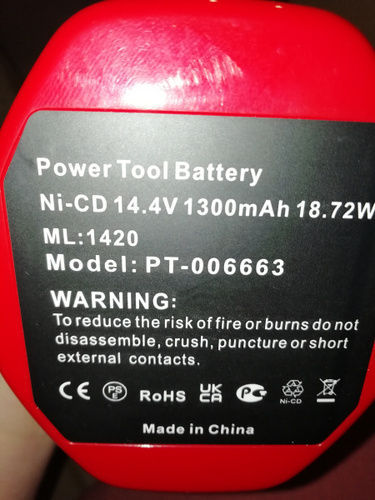 Power Tool Battery
Ni-CD 14.4V 1300mAh 18.72W
ML:1420
Model: PT-006663
WARNING:
To reduce the risk of fire or burns do not
disassemble, crush, puncture or short
external contacts.
CE PSE RoHS UKCA PC Ni-CD
Made in China